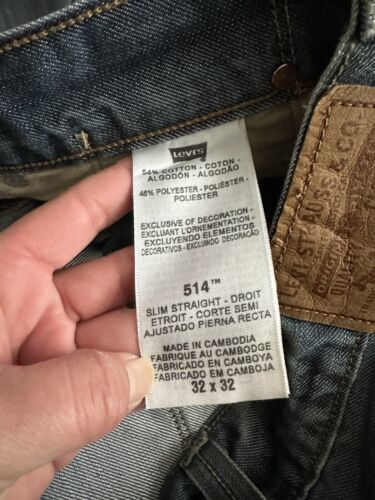 Levi's
54% COTTON - COTON -
ALGODON - ALGODÃO
46% POLYESTER - POLIÉSTER-
POLIESTER
EXCLUSIVE OF DECORATION -
EXCLUANT L'ORNEMENTATION -
EXCLUYENDO ELEMENTOS
DECORATIVOS - EXCLUINDO DECORAÇÃO
514™
SLIM STRAIGHT - DROIT
ETROIT - CORTE SEMI
AJUSTADO PIERNA RECTA
MADE IN CAMBODIA
FABRIQUE AU CAMBODGE
FABRICADO EN CAMBOYA
FABRICADO EM CAMBOJA
32 x 32